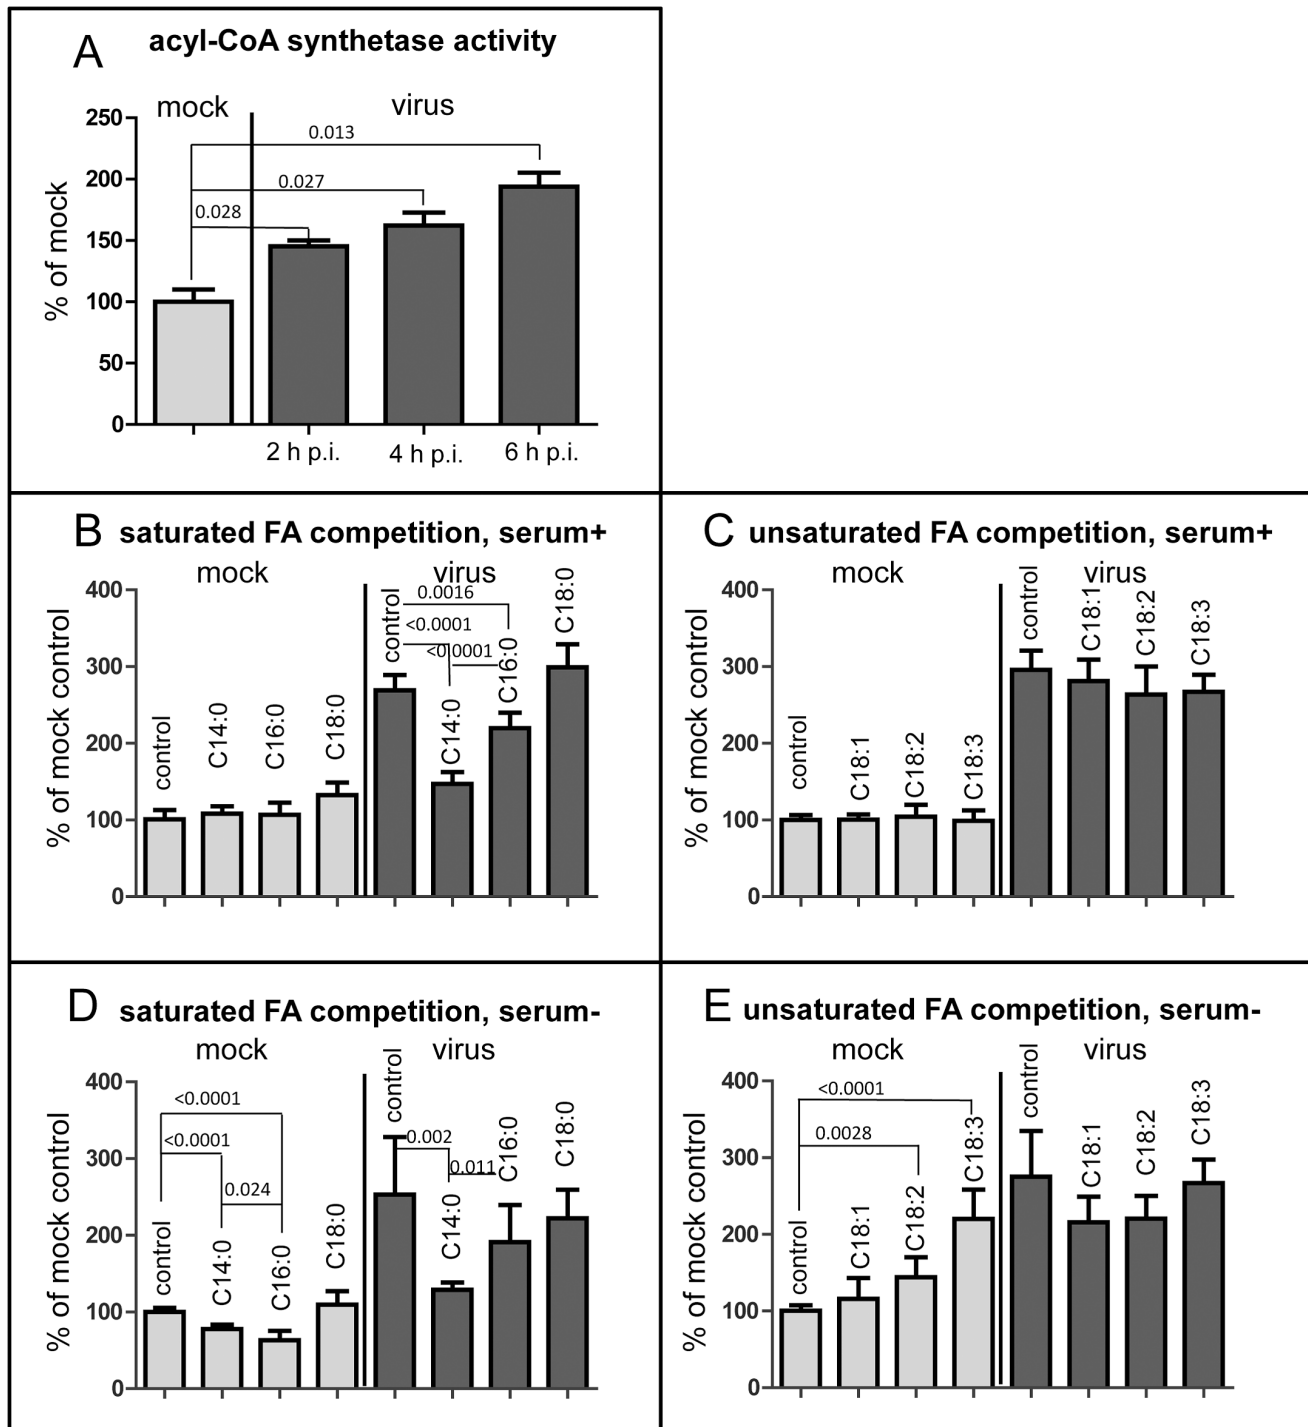 A acyl-CoA synthetase activity
mock virus
% of mock
250
200
150
100
50
0
0.013
0.027
0.028
2 h p.i. 4 h p.i. 6 h p.i.
B saturated FA competition, serum+
mock virus
% of mock control
400
300
200
100
0
control C14:0 C16:0 C18:0 control C14:0 C16:0 C18:0
0.0016
<0.0001
<0.0001
C unsaturated FA competition, serum+
mock virus
% of mock control
400
300
200
100
0
control C18:1 C18:2 C18:3 control C18:1 C18:2 C18:3
D saturated FA competition, serum-
mock virus
% of mock control
400
300
200
100
0
<0.0001
<0.0001
0.024
0.002
0.011
control C14:0 C16:0 C18:0 control C14:0 C16:0 C18:0
E unsaturated FA competition, serum-
mock virus
% of mock control
400
300
200
100
0
<0.0001
0.0028
control C18:1 C18:2 C18:3 control C18:1 C18:2 C18:3